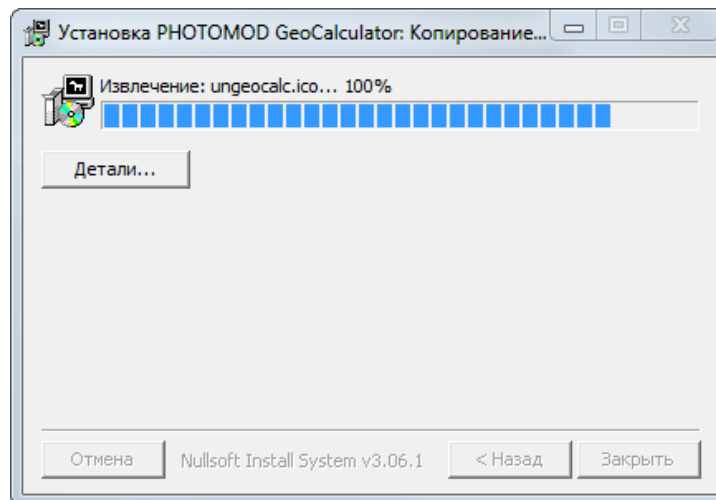 Установка PHOTOMOD GeoCalculator: Копирование...
Извлечение: ungeocalc.ico... 100%
Детали...
Отмена Nullsoft Install System v3.06.1 < Назад Закрыть